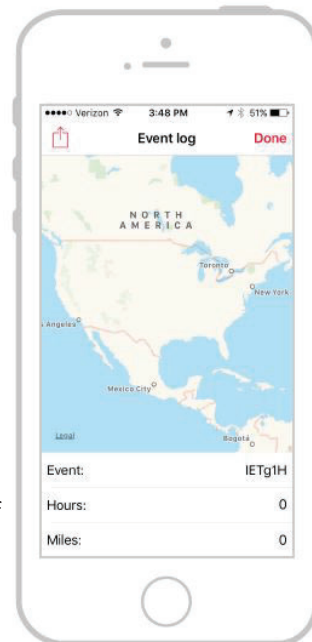 Verizon 3:48 PM 51%
Event log Done
NORTH
AMERICA
Toronto
New York
s Angeles
Mexico City
Legal
Bogotá
Event: IETg1H
Hours: 0
Miles: 0